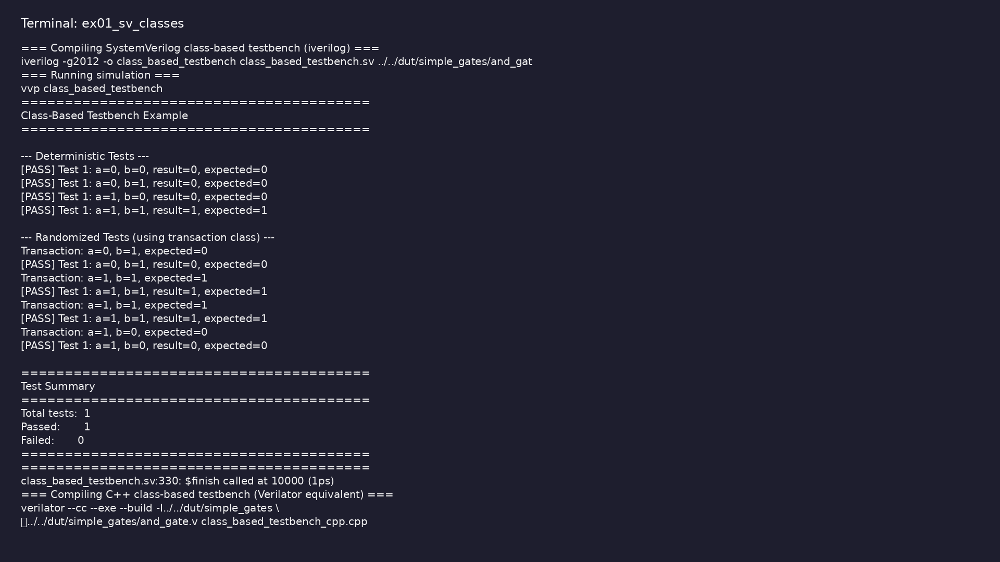 Terminal: ex01_sv_classes
=== Compiling SystemVerilog class-based testbench (iverilog) ===
iverilog -g2012 -o class_based_testbench class_based_testbench.sv ../../dut/simple_gates/and_gat
=== Running simulation ===
vvp class_based_testbench
========================================
Class-Based Testbench Example
========================================
--- Deterministic Tests ---
[PASS] Test 1: a=0, b=0, result=0, expected=0
[PASS] Test 1: a=0, b=1, result=0, expected=0
[PASS] Test 1: a=1, b=0, result=0, expected=0
[PASS] Test 1: a=1, b=1, result=1, expected=1
--- Randomized Tests (using transaction class) ---
Transaction: a=0, b=1, expected=0
[PASS] Test 1: a=0, b=1, result=0, expected=0
Transaction: a=1, b=1, expected=1
[PASS] Test 1: a=1, b=1, result=1, expected=1
Transaction: a=1, b=1, expected=1
[PASS] Test 1: a=1, b=1, result=1, expected=1
Transaction: a=1, b=0, expected=0
[PASS] Test 1: a=1, b=0, result=0, expected=0
========================================
Test Summary
========================================
Total tests:  1
Passed:       1
Failed:       0
========================================
========================================
class_based_testbench.sv:330: $finish called at 10000 (1ps)
=== Compiling C++ class-based testbench (Verilator equivalent) ===
verilator --cc --exe --build -I../../dut/simple_gates \
../../dut/simple_gates/and_gate.v class_based_testbench_cpp.cpp